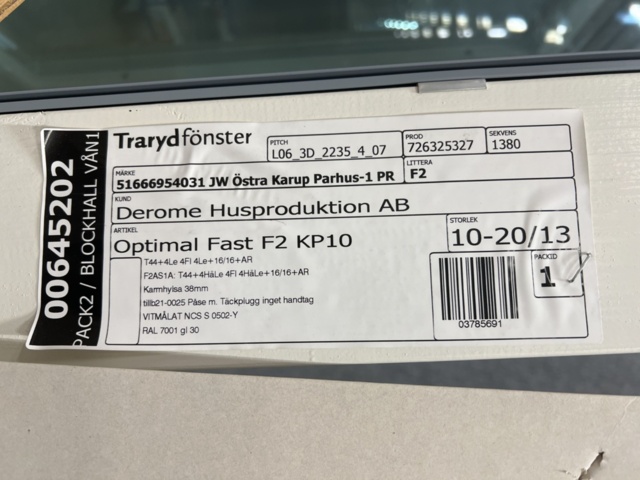 00645202
PACK2 / BLOCKHALL VÅN1
Trarydfönster
PITCH
L06_3D_2235_4_07
PROD
726325327
SEKVENS
1380
MÄRKE
51666954031 JW Östra Karup Parhus-1 PR
LITTERA
F2
KUND
Derome Husproduktion AB
ARTIKEL
Optimal Fast F2 KP10
STORLEK
10-20/13
T44+4Le 4Fl 4Le+16/16+AR
F2AS1A: T44+4HäLe 4Fl 4HäLe+16/16+AR
Karmhylsa 38mm
tillb21-0025 Påse m. Täckplugg inget handtag
VITMÅLAT NCS S 0502-Y
RAL 7001 gl 30
03785691
PACKID
1